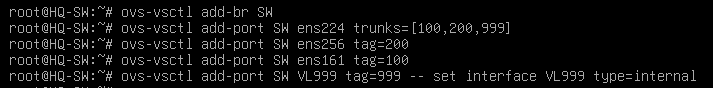 root@HQ-SW:~# ovs-vsctl add-br SW
root@HQ-SW:~# ovs-vsctl add-port SW ens224 trunks=[100,200,999]
root@HQ-SW:~# ovs-vsctl add-port SW ens256 tag=200
root@HQ-SW:~# ovs-vsctl add-port SW ens161 tag=100
root@HQ-SW:~# ovs-vsctl add-port SW VL999 tag=999 -- set interface VL999 type=internal